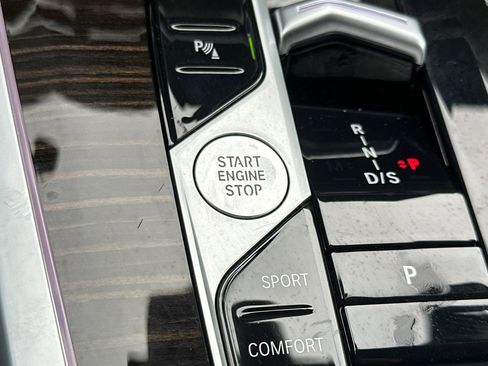 P
START
ENGINE
STOP
R
N
D/S
P
P
SPORT
COMFORT